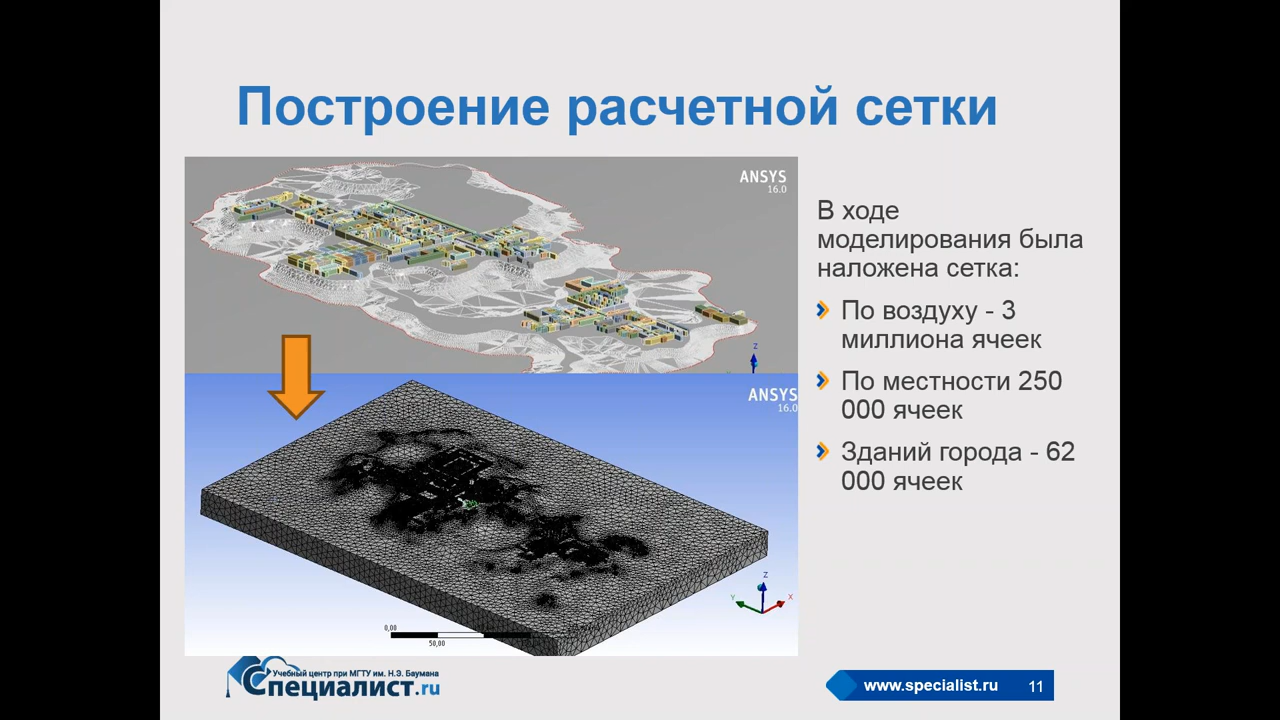 Построение расчетной сетки
ANSYS
16.0
Z
ANSYS
16.0
Z
Y
X
0,00
50,00
В ходе
моделирования была
наложена сетка:
По воздуху - 3
миллиона ячеек
По местности 250
000 ячеек
Зданий города - 62
000 ячеек
Учебный центр при МГТУ им. Н.Э. Баумана
Специалист.ru
www.specialist.ru
11